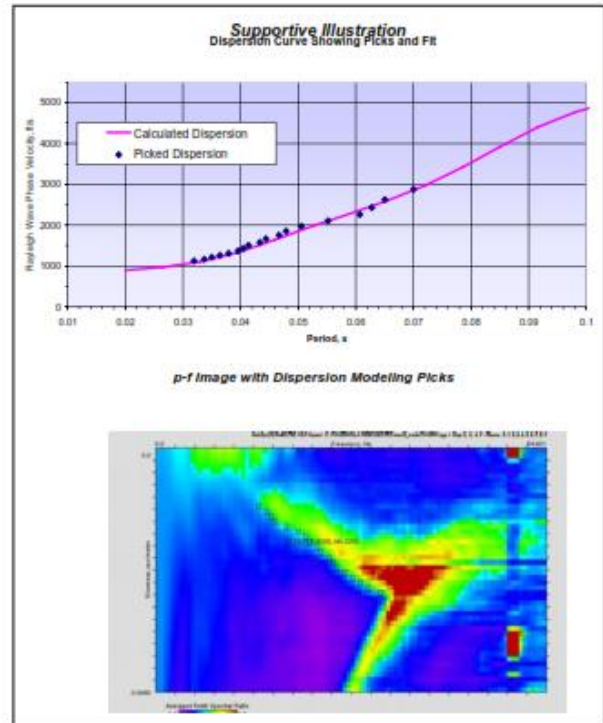 Supportive Illustration
Dispersion Curve Showing Picks and Fit
Rayleigh Wave Phase Velocity, ft/s
5000
4000
3000
2000
1000
0
Calculated Dispersion
Picked Dispersion
0.01 0.02 0.03 0.04 0.05 0.06 0.07 0.08 0.09 0.1
Period, s
p-f Image with Dispersion Modeling Picks